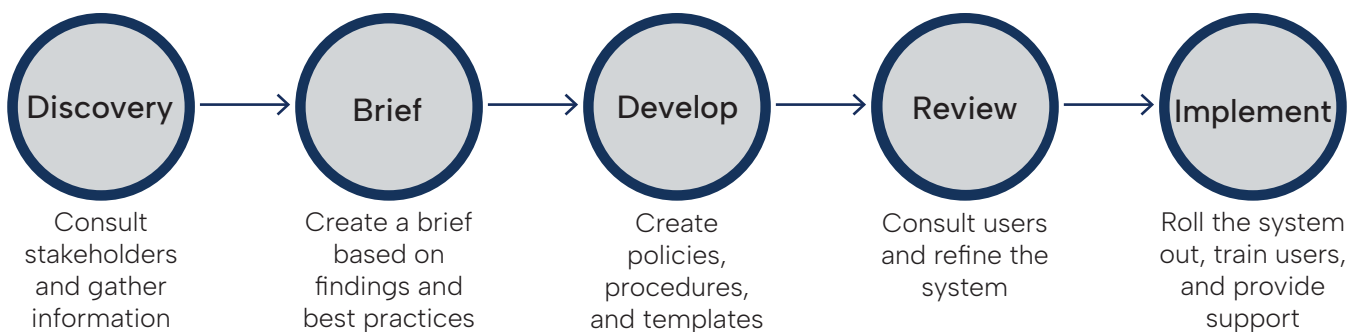 Discovery
Brief
Develop
Review
Implement
Consult
stakeholders
and gather
information
Create a brief
based on
findings and
best practices
Create
policies,
procedures,
and templates
Consult users
and refine the
system
Roll the system
out, train users,
and provide
support